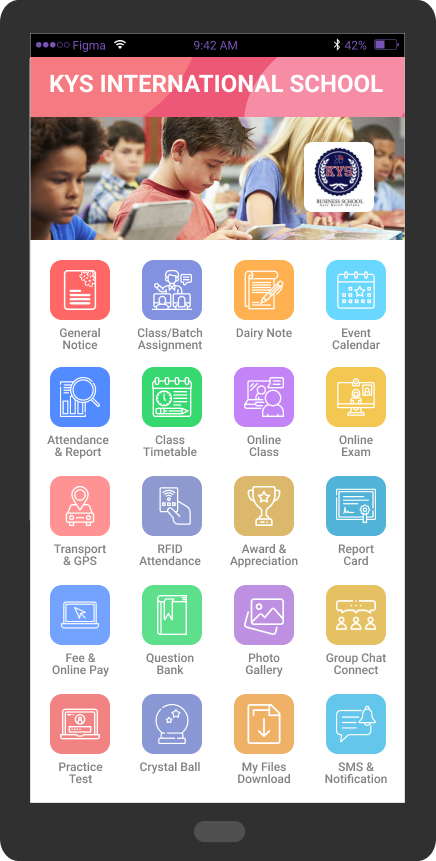 Figma 9:42 AM 42%
KYS INTERNATIONAL SCHOOL
KYS
BUSINESS SCHOOL
General
Notice
Class/Batch
Assignment
Dairy Note
Event
Calendar
Attendance
& Report
Class
Timetable
Online
Class
Online
Exam
Transport
& GPS
RFID
Attendance
Award &
Appreciation
Report
Card
Fee &
Online Pay
Question
Bank
Photo
Gallery
Group Chat
Connect
Practice
Test
Crystal Ball
My Files
Download
SMS &
Notification